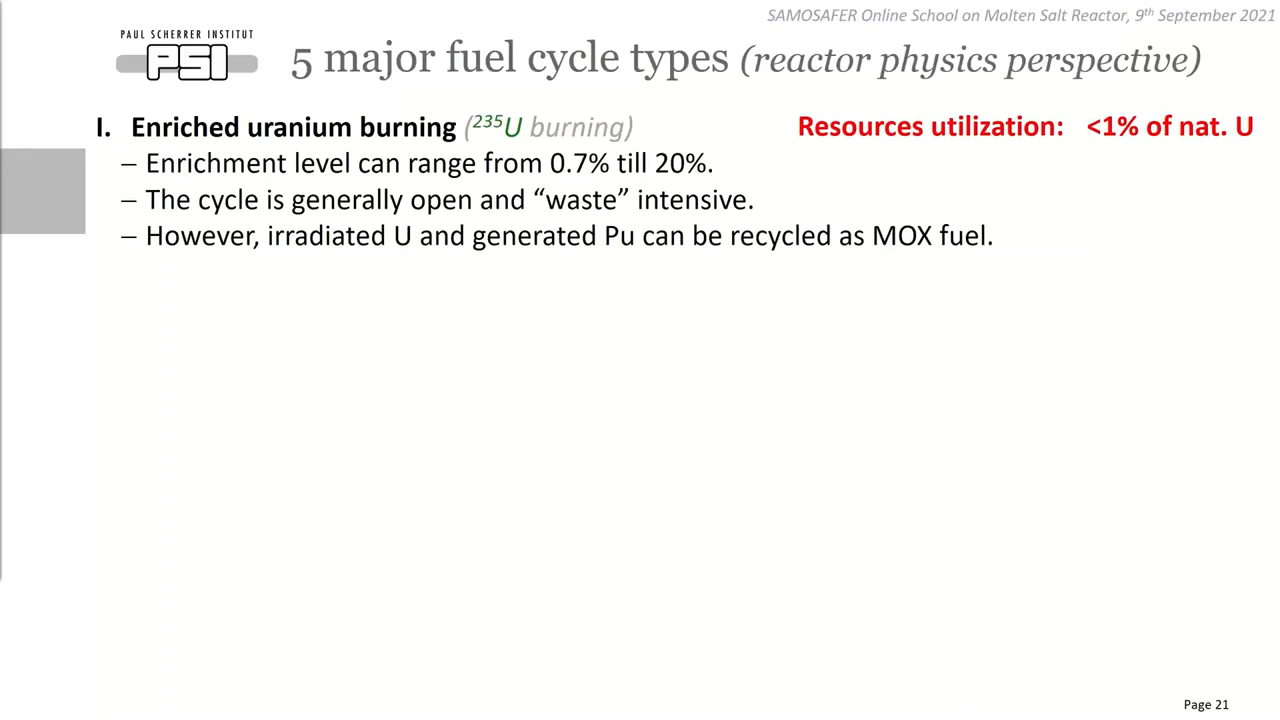 SAMOSAFER Online School on Molten Salt Reactor, 9th September 2021
PAUL SCHERRER INSTITUT
PSI
5 major fuel cycle types (reactor physics perspective)
I. Enriched uranium burning (235U burning) Resources utilization: <1% of nat. U
– Enrichment level can range from 0.7% till 20%.
– The cycle is generally open and “waste” intensive.
– However, irradiated U and generated Pu can be recycled as MOX fuel.
Page 21